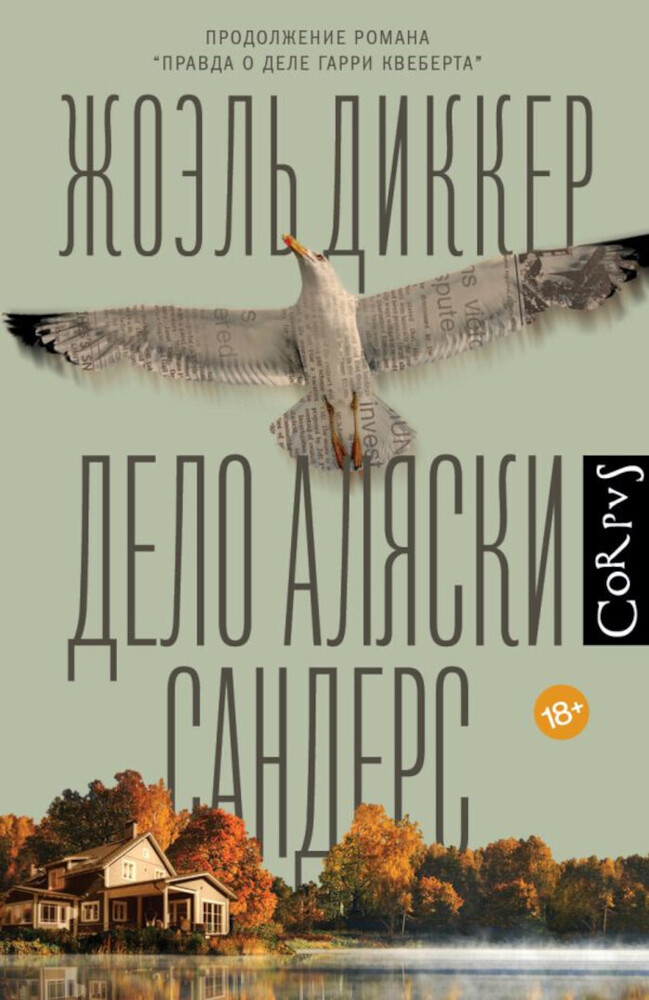 ПРОДОЛЖЕНИЕ РОМАНА
“ПРАВДА О ДЕЛЕ ГАРРИ КВЕБЕРТА”
ЖОЭЛЬ ДИККЕР
ДЕЛО АЛЯСКИ
САНДЕРС
CORPVS
18+